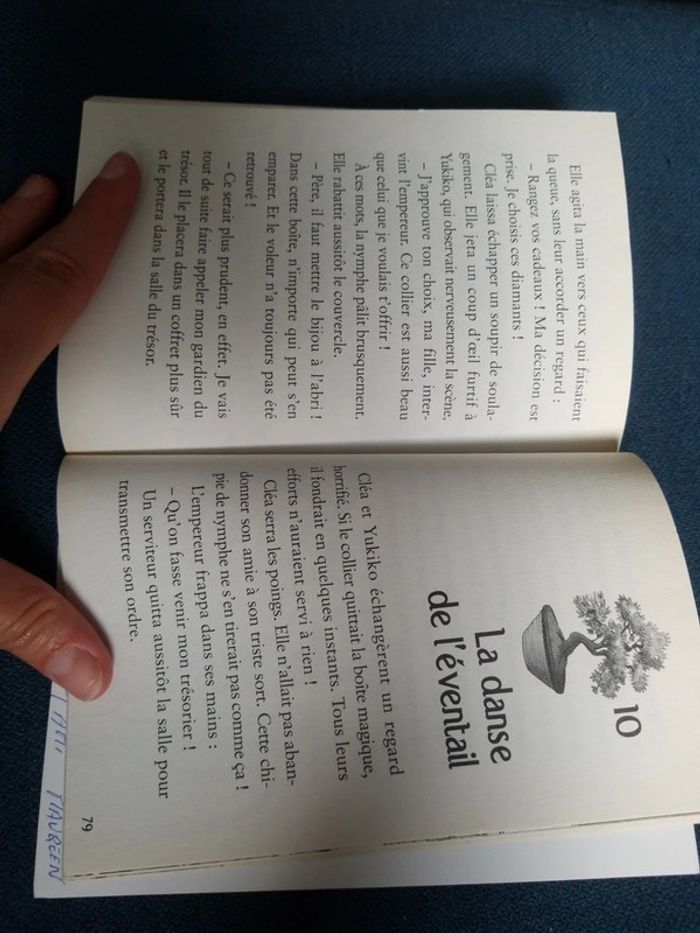 Elle agita la main vers ceux qui faisaient
la queue, sans leur accorder un regard :
– Rangez vos cadeaux ! Ma décision est
prise. Je choisis ces diamants !
Cléa laissa échapper un soupir de soula-
gement. Elle jeta un coup d'œil furtif à
Yukiko, qui observait nerveusement la scène.
– J'approuve ton choix, ma fille, inter-
vint l'empereur. Ce collier est aussi beau
que celui que je voulais t'offrir !
À ces mots, la nymphe pâlit brusquement.
Elle rabattit aussitôt le couvercle.
– Père, il faut mettre le bijou à l'abri !
Dans cette boîte, n'importe qui peut s'en
emparer. Et le voleur n'a toujours pas été
retrouvé !
– Ce serait plus prudent, en effet. Je vais
tout de suite faire appeler mon gardien du
trésor. Il le placera dans un coffret plus sûr
et le portera dans la salle du trésor.
10
La danse
de l'éventail
Cléa et Yukiko échangèrent un regard
horrifié. Si le collier quittait la boîte magique,
il fondrait en quelques instants. Tous leurs
efforts n'auraient servi à rien !
Cléa serra les poings. Elle n'allait pas aban-
donner son amie à son triste sort. Cette chi-
pie de nymphe ne s'en tirerait pas comme ça !
L'empereur frappa dans ses mains :
– Qu'on fasse venir mon trésorier !
Un serviteur quitta aussitôt la salle pour
transmettre son ordre.
79
MAUREEN